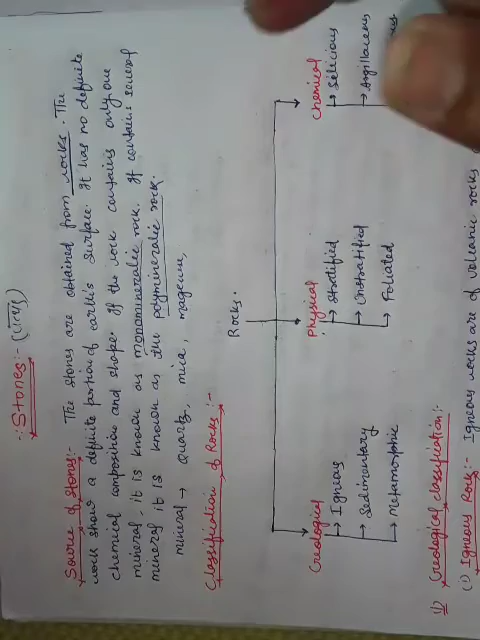 :Stones:- (पत्थर)
Source of Stones:- The stones are obtained from rocks. The
rock shows a definite portion of earth's surface. It has no definite
chemical composition and shape. If the rock contains only one
mineral, it is known as monomineralic rock. If contains several
mineral it is known as the polymineralic rock.
mineral → quartz, mica, magnesium,
Classification of Rocks:-
Rocks.
Geological Physical Chemical
Igneous Stratified Silicious
Sedimentary Unstratified Argillaceous
Metamorphic Foliated
1) Geological classification:-
(i) Igneous Rock:- Igneous rocks are of volcanic rocks